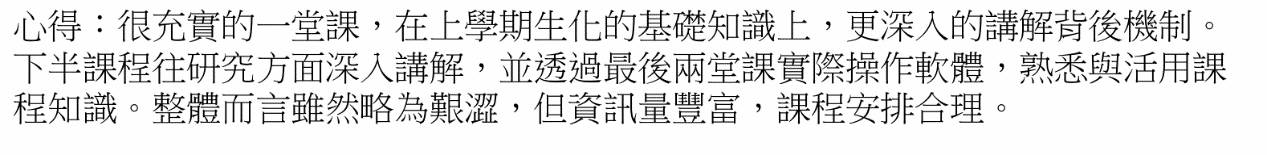 心得：很充實的一堂課，在上學期生化的基礎知識上，更深入的講解背後機制。
下半課程往研究方面深入講解，並透過最後兩堂課實際操作軟體，熟悉與活用課
程知識。整體而言雖然略為艱澀，但資訊量豐富，課程安排合理。